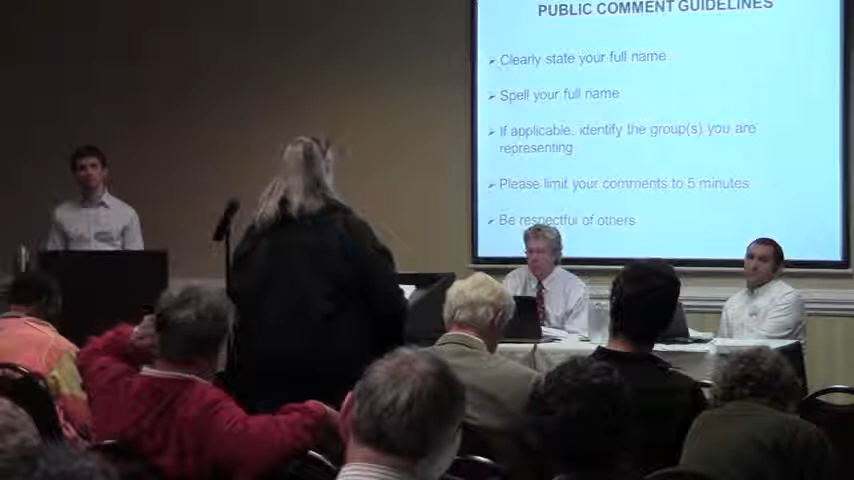 PUBLIC COMMENT GUIDELINES
➢ Clearly state your full name
➢ Spell your full name
➢ If applicable, identify the group(s) you are
representing
➢ Please limit your comments to 5 minutes
➢ Be respectful of others